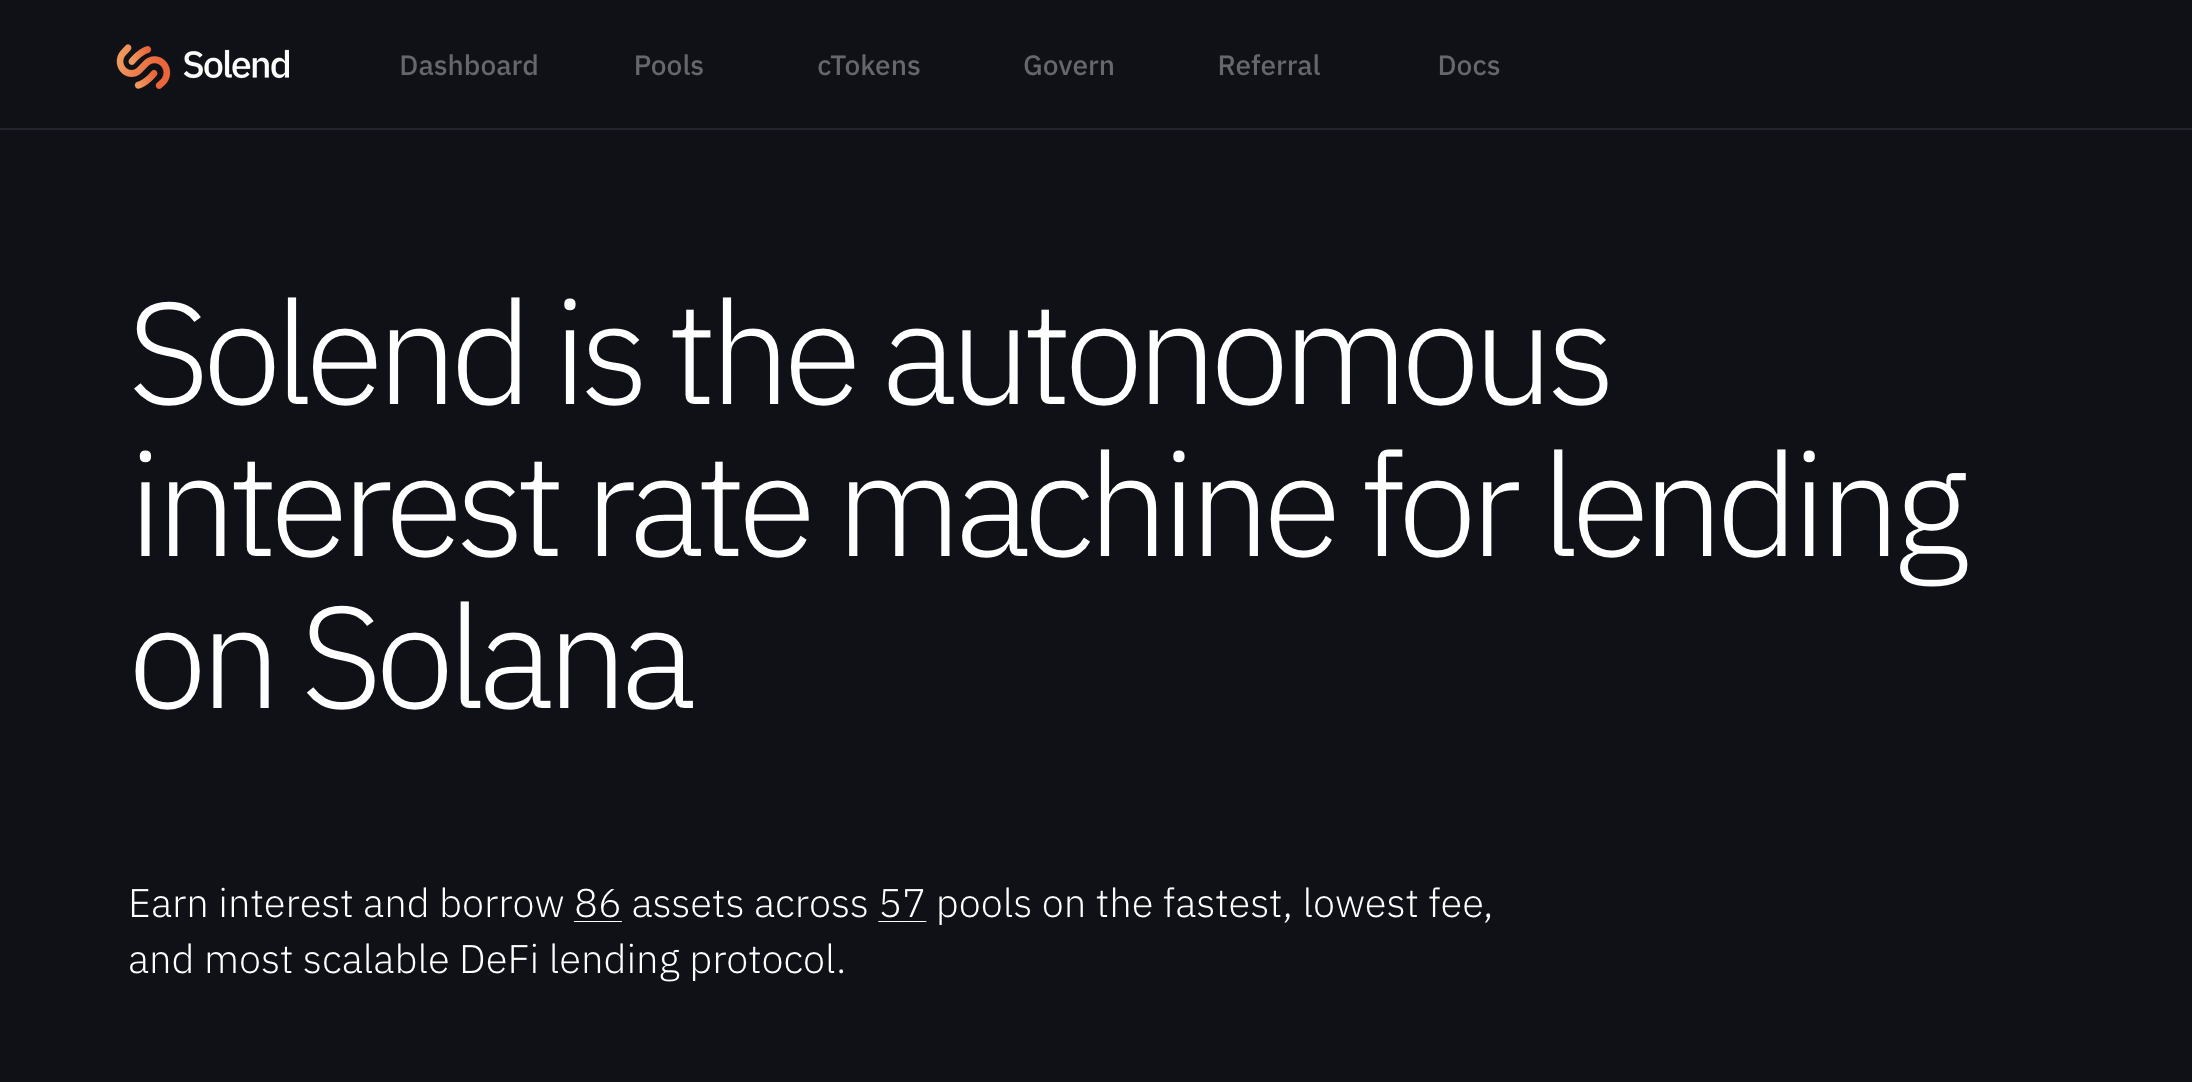 Solend Dashboard Pools cTokens Govern Referral Docs
Solend is the autonomous
interest rate machine for lending
on Solana
Earn interest and borrow 86 assets across 57 pools on the fastest, lowest fee,
and most scalable DeFi lending protocol.